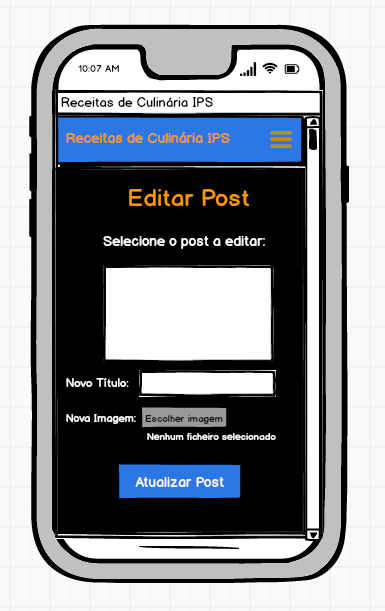 10:07 AM
Receitas de Culinária IPS
Receitas de Culinária IPS
Editar Post
Selecione o post a editar:
Novo Título:
Nova Imagem: Escolher imagem
Nenhum ficheiro selecionado
Atualizar Post